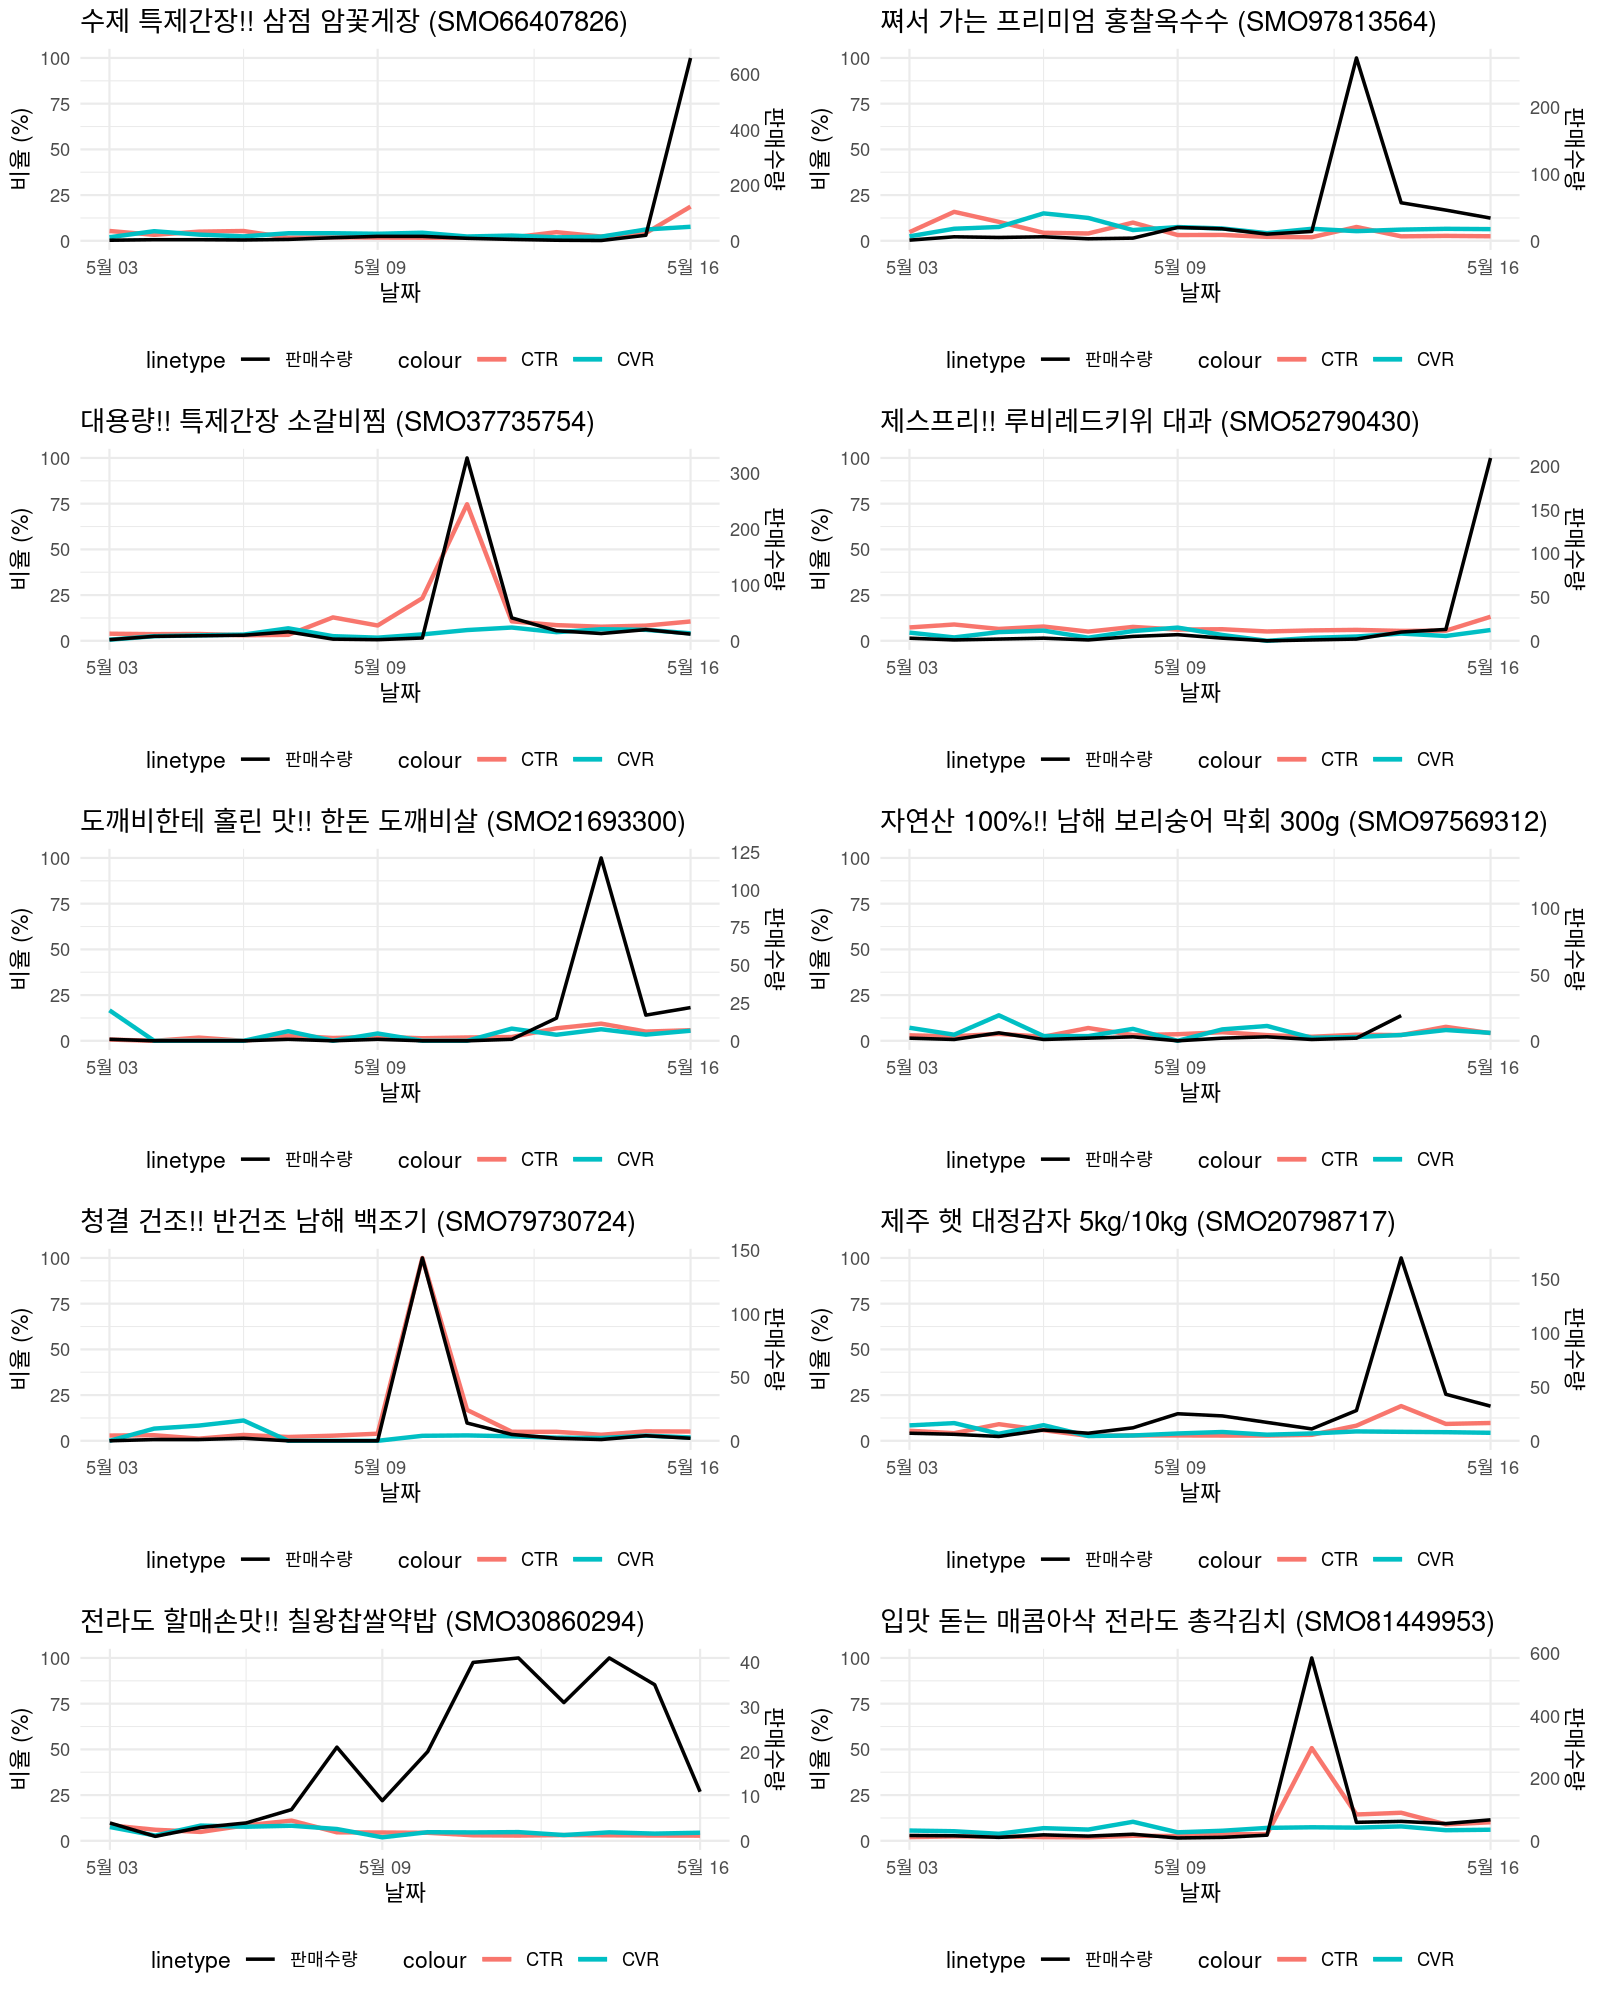 수제 특제간장!! 삼점 암꽃게장 (SMO66407826)
비율 (%)
100
75
50
25
0
600
400
200
0
판매수량
5월 03
5월 09
5월 16
날짜
linetype 판매수량 colour CTR CVR
쪄서 가는 프리미엄 홍찰옥수수 (SMO97813564)
비율 (%)
100
75
50
25
0
200
100
0
판매수량
5월 03
5월 09
5월 16
날짜
linetype 판매수량 colour CTR CVR
대용량!! 특제간장 소갈비찜 (SMO37735754)
비율 (%)
100
75
50
25
0
300
200
100
0
판매수량
5월 03
5월 09
5월 16
날짜
linetype 판매수량 colour CTR CVR
제스프리!! 루비레드키위 대과 (SMO52790430)
비율 (%)
100
75
50
25
0
200
150
100
50
0
판매수량
5월 03
5월 09
5월 16
날짜
linetype 판매수량 colour CTR CVR
도깨비한테 홀린 맛!! 한돈 도깨비살 (SMO21693300)
비율 (%)
100
75
50
25
0
125
100
75
50
25
0
판매수량
5월 03
5월 09
5월 16
날짜
linetype 판매수량 colour CTR CVR
자연산 100%!! 남해 보리숭어 막회 300g (SMO97569312)
비율 (%)
100
75
50
25
0
100
50
0
판매수량
5월 03
5월 09
5월 16
날짜
linetype 판매수량 colour CTR CVR
청결 건조!! 반건조 남해 백조기 (SMO79730724)
비율 (%)
100
75
50
25
0
150
100
50
0
판매수량
5월 03
5월 09
5월 16
날짜
linetype 판매수량 colour CTR CVR
제주 햇 대정감자 5kg/10kg (SMO20798717)
비율 (%)
100
75
50
25
0
150
100
50
0
판매수량
5월 03
5월 09
5월 16
날짜
linetype 판매수량 colour CTR CVR
전라도 할매손맛!! 칠왕찹쌀약밥 (SMO30860294)
비율 (%)
100
75
50
25
0
40
30
20
10
0
판매수량
5월 03
5월 09
5월 16
날짜
linetype 판매수량 colour CTR CVR
입맛 돋는 매콤아삭 전라도 총각김치 (SMO81449953)
비율 (%)
100
75
50
25
0
600
400
200
0
판매수량
5월 03
5월 09
5월 16
날짜
linetype 판매수량 colour CTR CVR